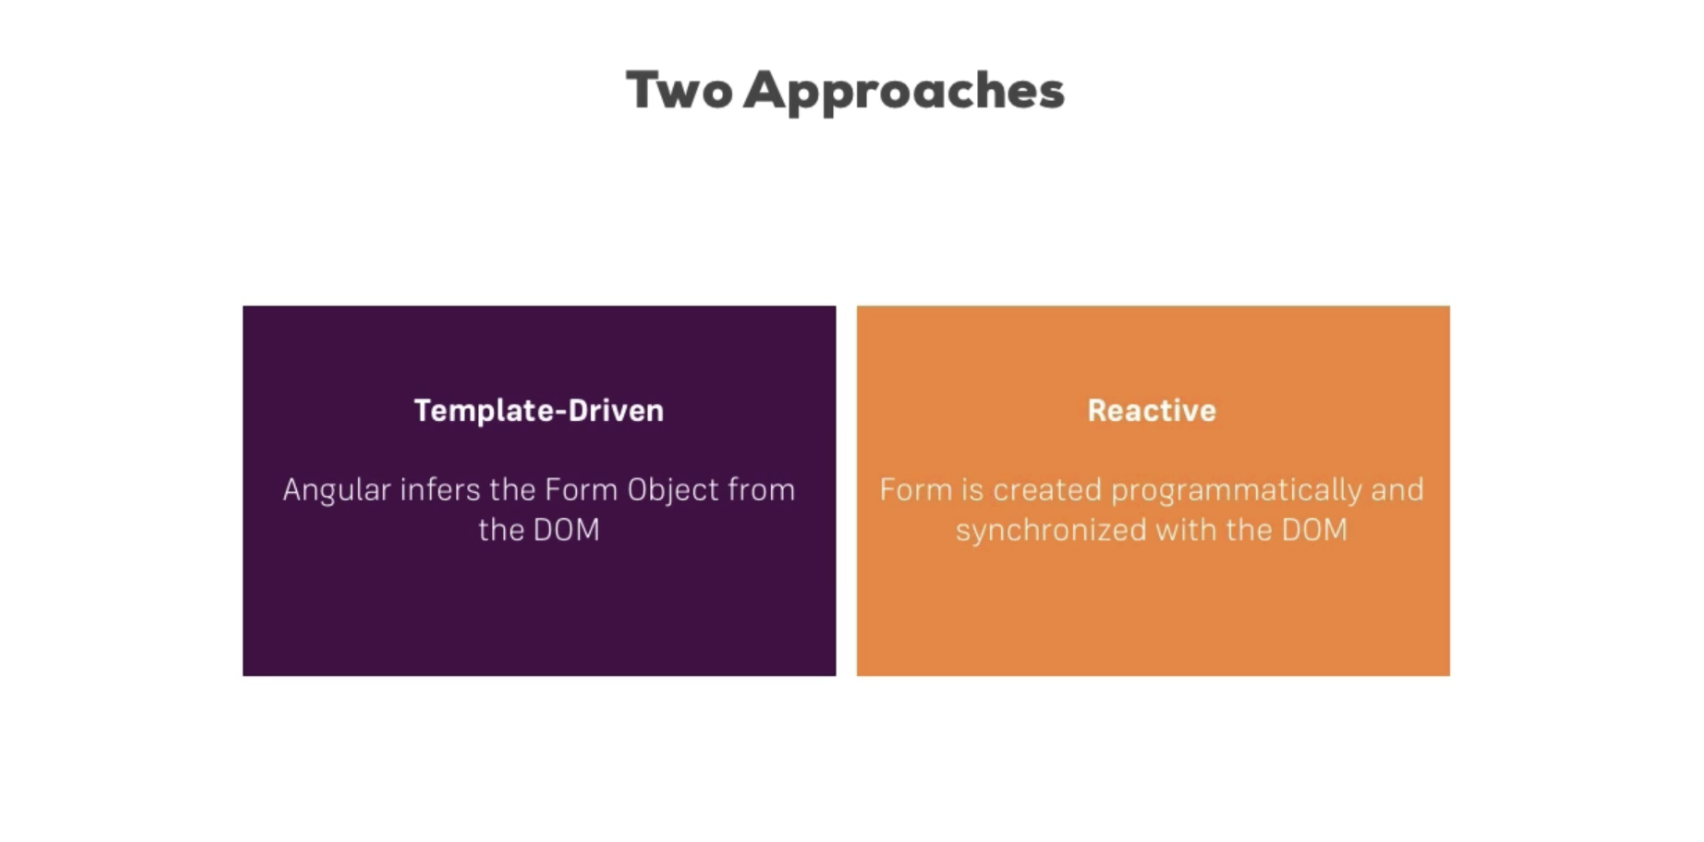 Two Approaches
Template-Driven
Angular infers the Form Object from
the DOM
Reactive
Form is created programmatically and
synchronized with the DOM